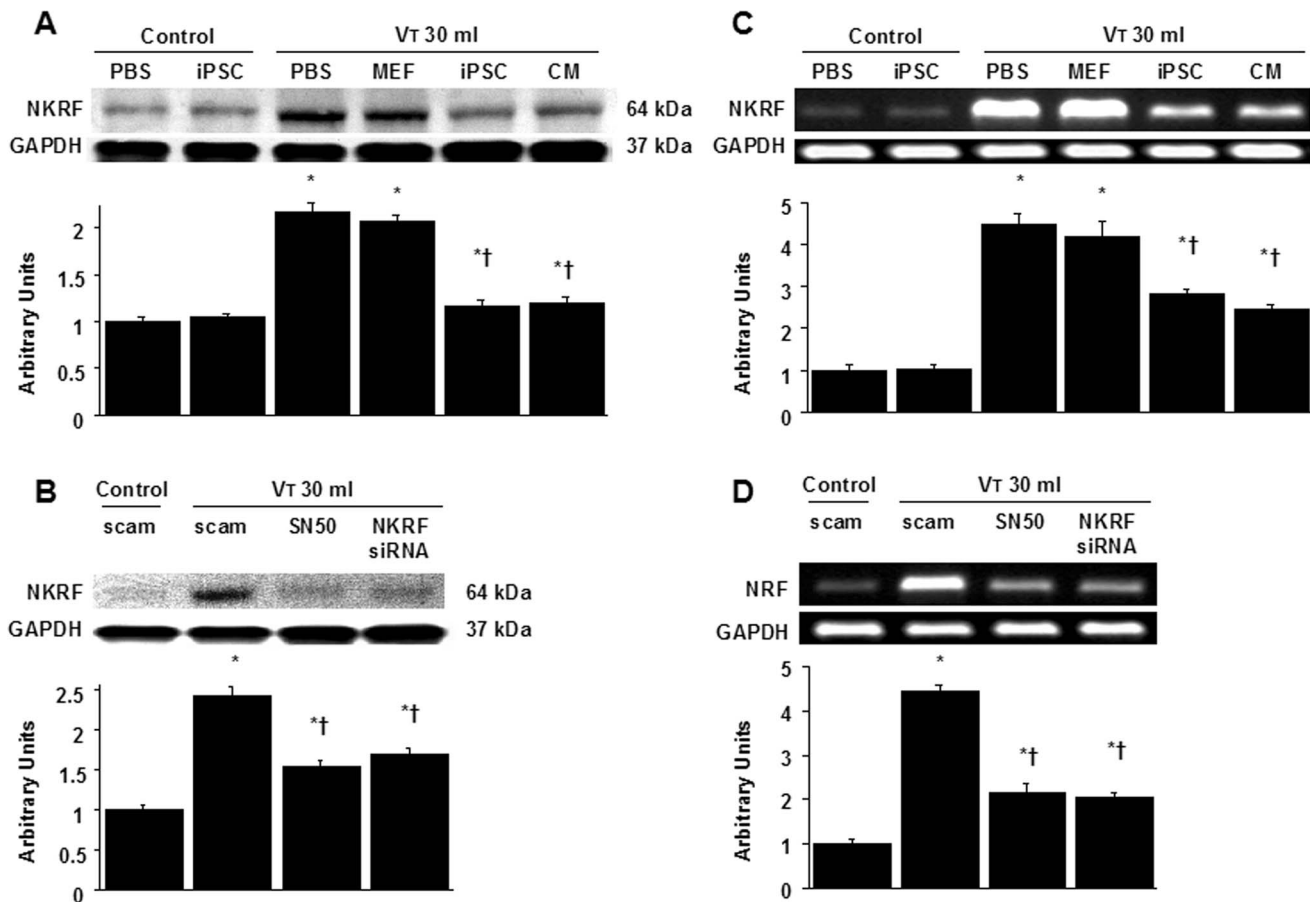 A
Control
VT 30 ml
PBS iPSC PBS MEF iPSC CM
NKRF 64 kDa
GAPDH 37 kDa
* * *† *†
Arbitrary Units
2
1.5
1
0.5
0
B
Control
VT 30 ml
scam scam SN50 NKRF
siRNA
NKRF 64 kDa
GAPDH 37 kDa
* *† *†
Arbitrary Units
2.5
2
1.5
1
0.5
0
C
Control
VT 30 ml
PBS iPSC PBS MEF iPSC CM
NKRF
GAPDH
* * *† *†
Arbitrary Units
5
4
3
2
1
0
D
Control
VT 30 ml
scam scam SN50 NKRF
siRNA
NRF
GAPDH
* *† *†
Arbitrary Units
5
4
3
2
1
0